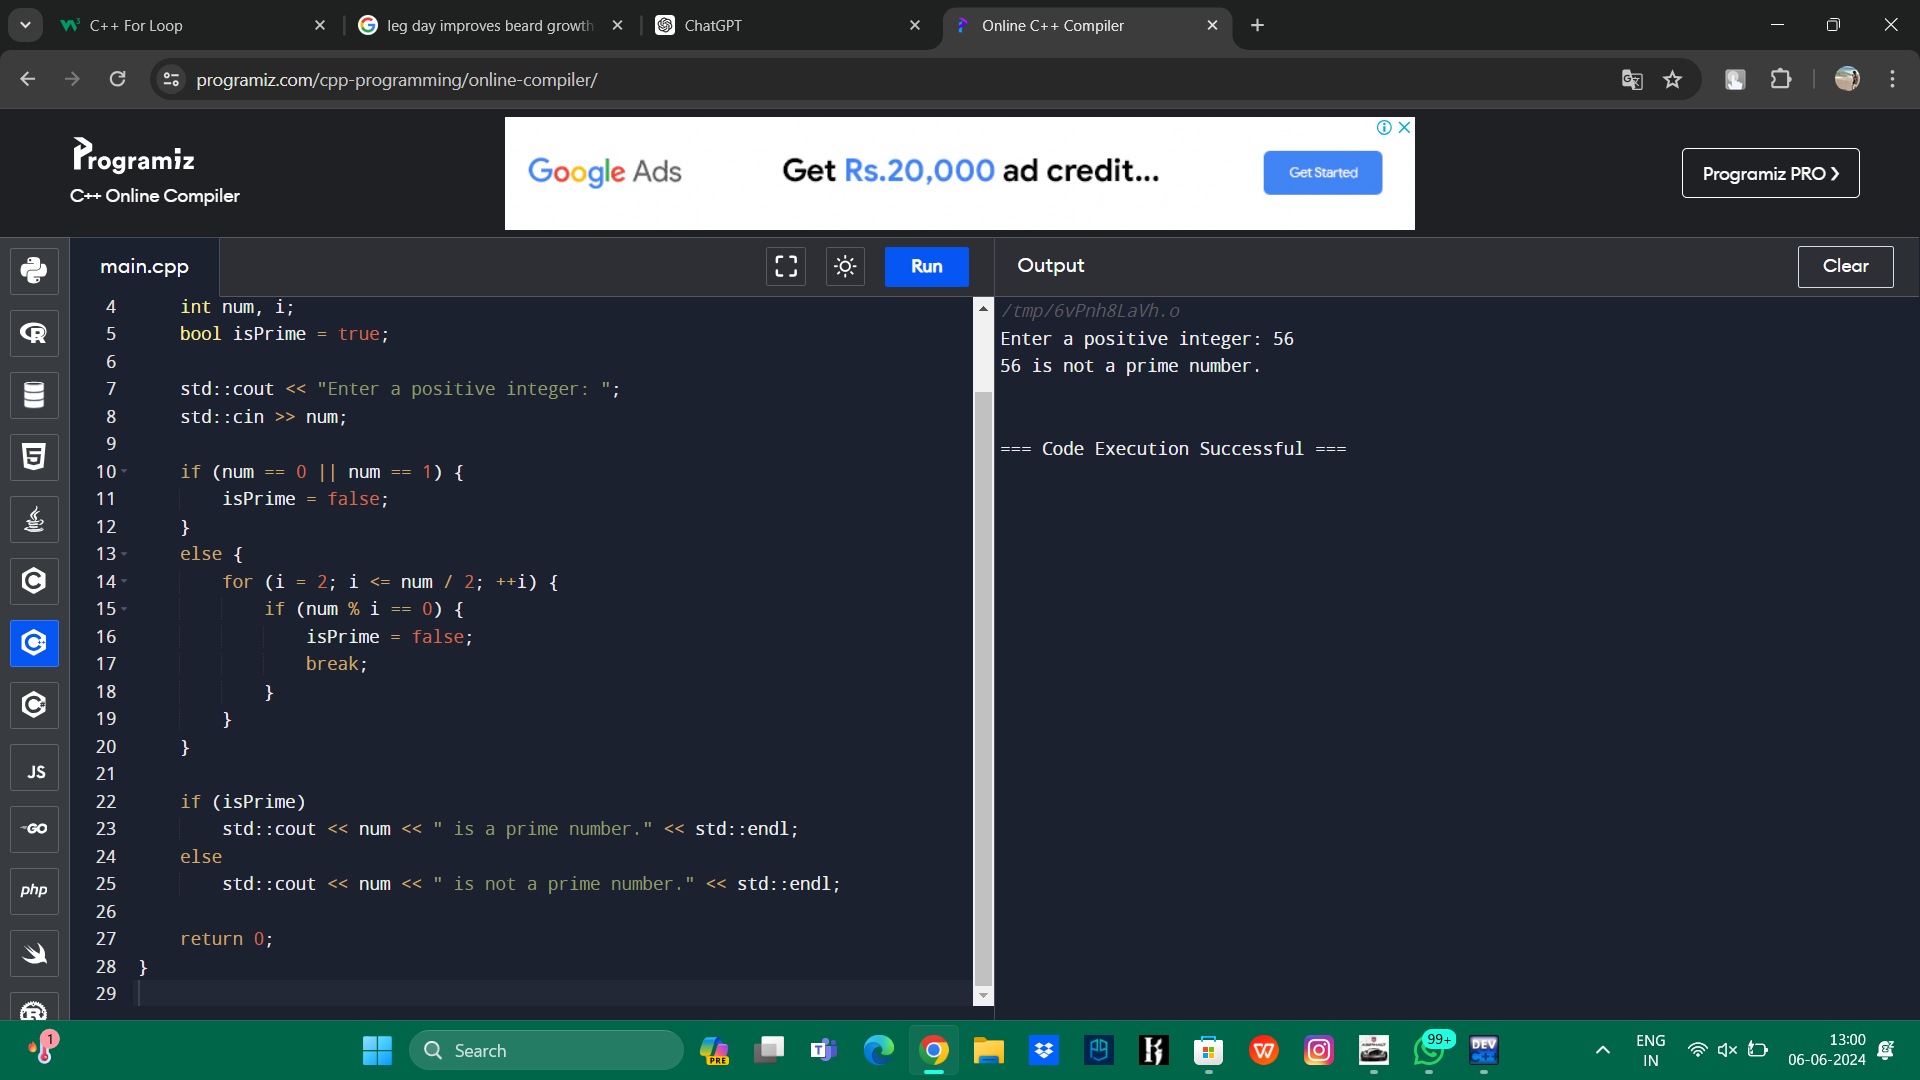 C++ For Loop
leg day improves beard growth
ChatGPT
Online C++ Compiler
programiz.com/cpp-programming/online-compiler/
Programiz
C++ Online Compiler
Google Ads
Get Rs.20,000 ad credit...
Get Started
Programiz PRO
main.cpp
Run
Output
Clear
4 int num, i;
5 bool isPrime = true;
6
7 std::cout << "Enter a positive integer: ";
8 std::cin >> num;
9
10 if (num == 0 || num == 1) {
11 isPrime = false;
12 }
13 else {
14 for (i = 2; i <= num / 2; ++i) {
15 if (num % i == 0) {
16 isPrime = false;
17 break;
18 }
19 }
20 }
21
22 if (isPrime)
23 std::cout << num << " is a prime number." << std::endl;
24 else
25 std::cout << num << " is not a prime number." << std::endl;
26
27 return 0;
28 }
29
/tmp/6vPnh8LaVh.o
Enter a positive integer: 56
56 is not a prime number.
=== Code Execution Successful ===
JS
GO
php
1
Search
PRE
99+
DEV
ENG
IN
13:00
06-06-2024